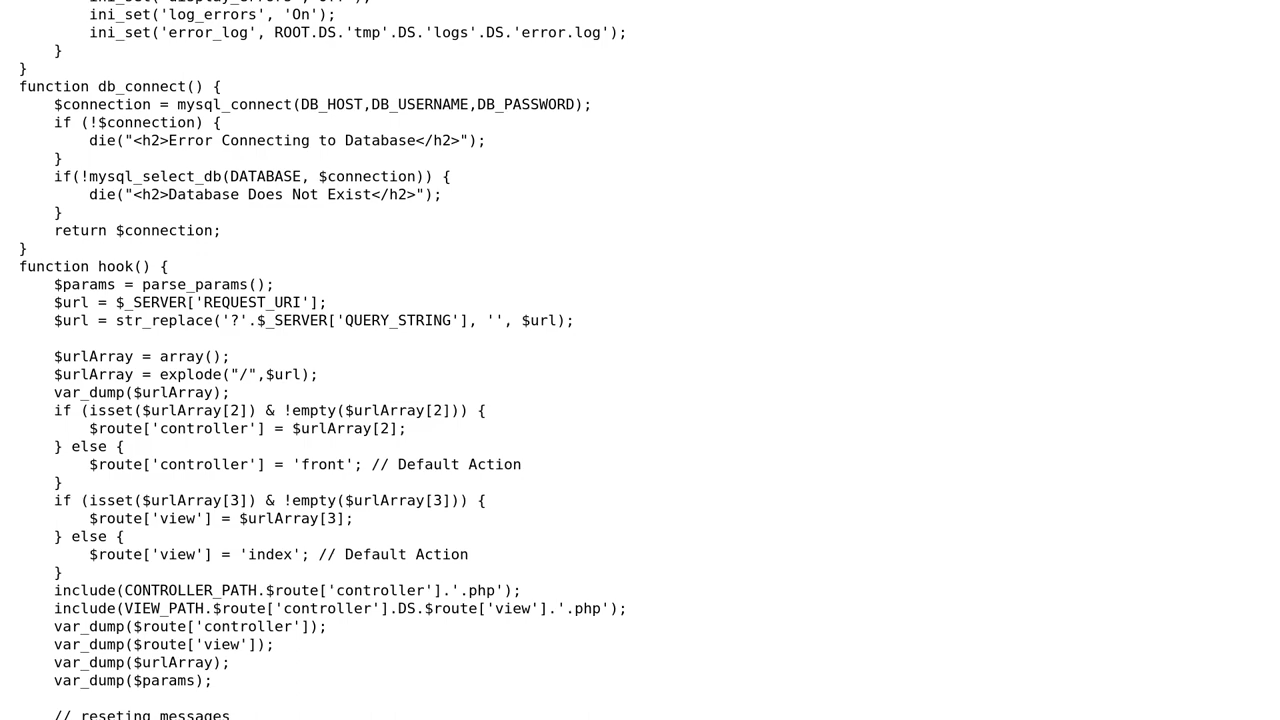 ini_set('display_errors','Off');
ini_set('log_errors', 'On');
ini_set('error_log', ROOT.DS.'tmp'.DS.'logs'.DS.'error.log');
}
}
function db_connect() {
$connection = mysql_connect(DB_HOST,DB_USERNAME,DB_PASSWORD);
if (!$connection) {
die("<h2>Error Connecting to Database</h2>");
}
if(!mysql_select_db(DATABASE, $connection)) {
die("<h2>Database Does Not Exist</h2>");
}
return $connection;
}
function hook() {
$params = parse_params();
$url = $_SERVER['REQUEST_URI'];
$url = str_replace('?'.$_SERVER['QUERY_STRING'], '', $url);
$urlArray = array();
$urlArray = explode("/",$url);
var_dump($urlArray);
if (isset($urlArray[2]) & !empty($urlArray[2])) {
$route['controller'] = $urlArray[2];
} else {
$route['controller'] = 'front'; // Default Action
}
if (isset($urlArray[3]) & !empty($urlArray[3])) {
$route['view'] = $urlArray[3];
} else {
$route['view'] = 'index'; // Default Action
}
include(CONTROLLER_PATH.$route['controller'].'.php');
include(VIEW_PATH.$route['controller'].DS.$route['view'].'.php');
var_dump($route['controller']);
var_dump($route['view']);
var_dump($urlArray);
var_dump($params);
// reseting messages